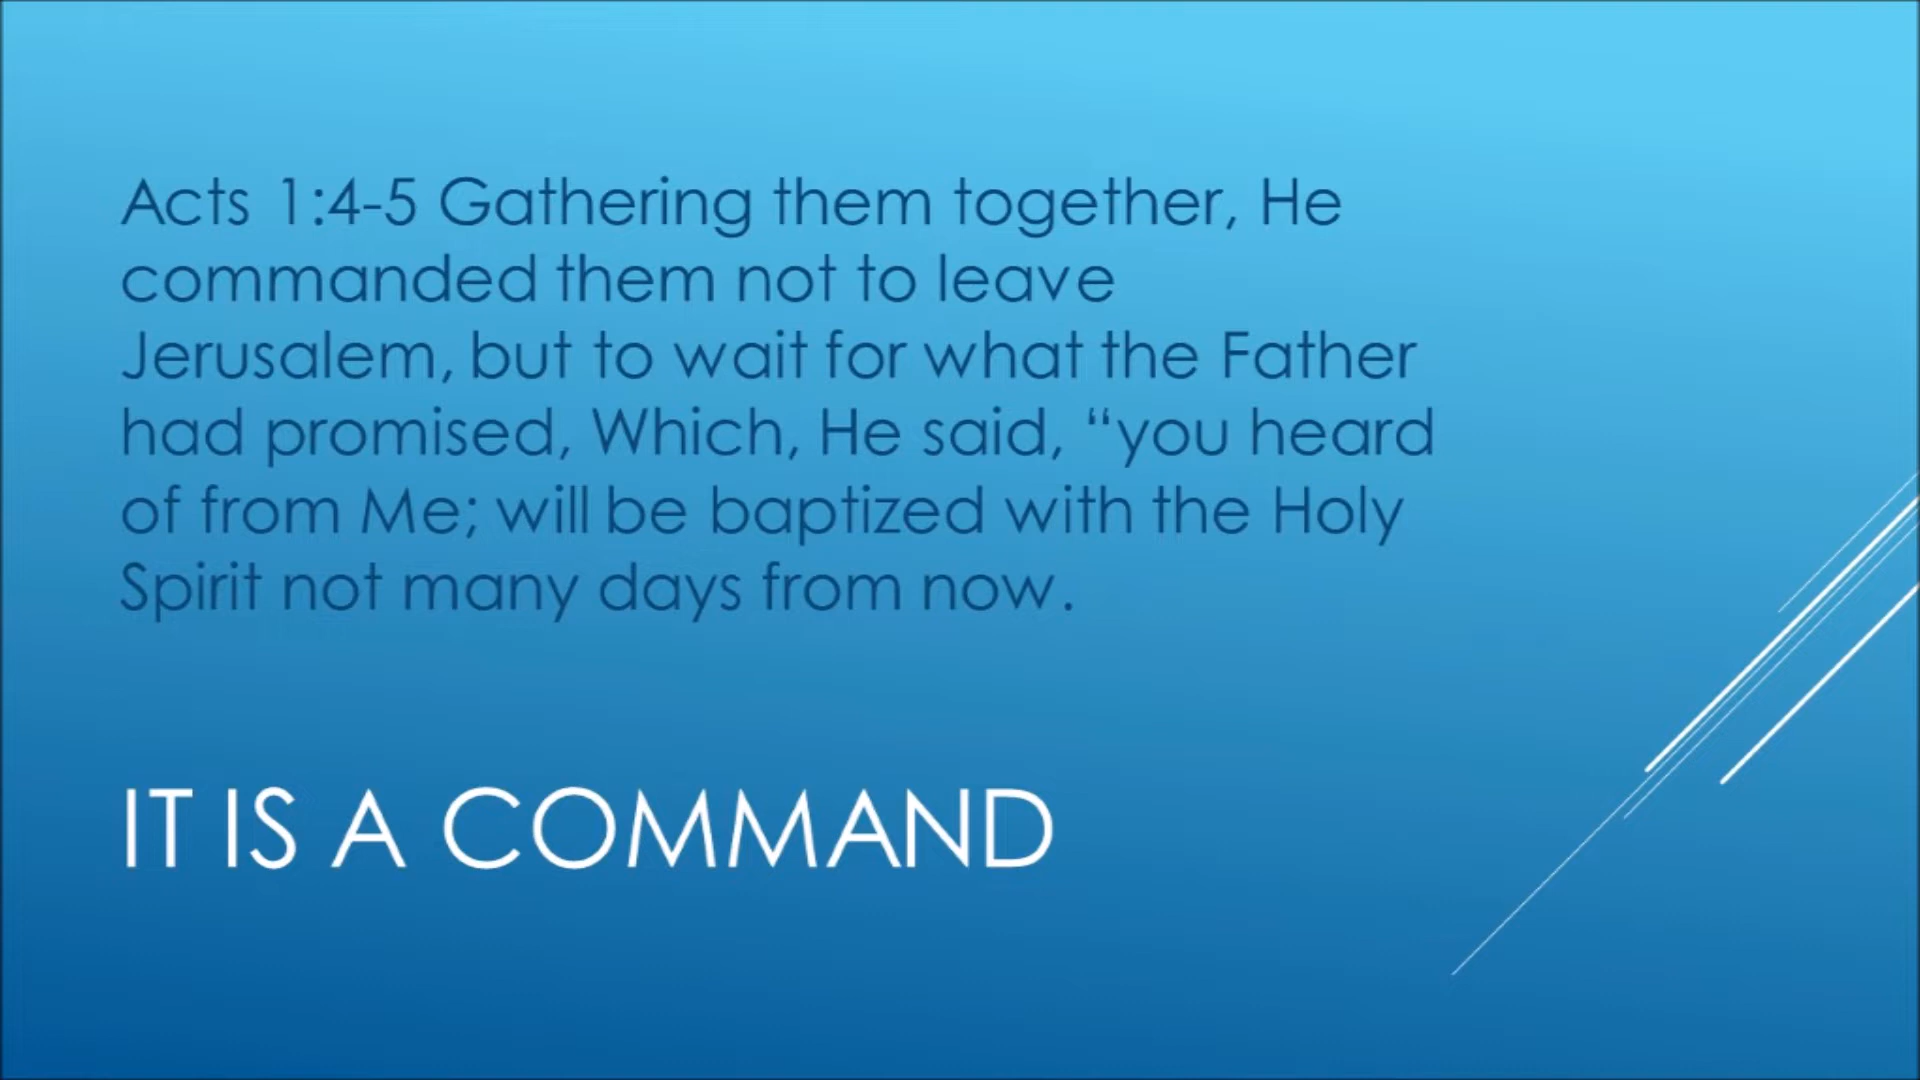 Acts 1:4-5 Gathering them together, He
commanded them not to leave
Jerusalem, but to wait for what the Father
had promised, Which, He said, “you heard
of from Me; will be baptized with the Holy
Spirit not many days from now.
IT IS A COMMAND